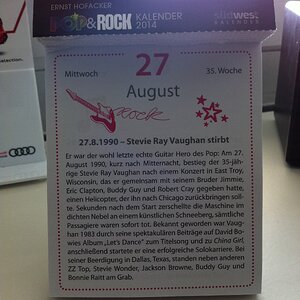 ERNST HOFACKER
POP&ROCK KALENDER
2014
südwest
KALENDER
Mittwoch
27
35. Woche
August
Rock
27.8.1990 – Stevie Ray Vaughan stirbt
Er war der wohl letzte echte Guitar Hero des Pop: Am 27.
August 1990, kurz nach Mitternacht, bestieg der 35-jäh-
rige Stevie Ray Vaughan nach einem Konzert in East Troy,
Wisconsin, das er gemeinsam mit seinem Bruder Jimmie,
Eric Clapton, Buddy Guy und Robert Cray gegeben hatte,
einen Helicopter, der ihn nach Chicago zurückbringen soll-
te. Sekunden nach dem Start zerschellte die Maschine im
dichten Nebel an einem künstlichen Schneeberg, sämtliche
Passagiere waren sofort tot. Bekannt geworden war Vaug-
han 1983 durch seine spektakulären Beiträge auf David Bo-
wies Album „Let's Dance" zum Titelsong und zu China Girl,
anschließend startete er eine erfolgreiche Solokarriere. Bei
seiner Beerdigung in Dallas, Texas, standen neben anderen
ZZ Top, Stevie Wonder, Jackson Browne, Buddy Guy und
Bonnie Raitt am Grab.